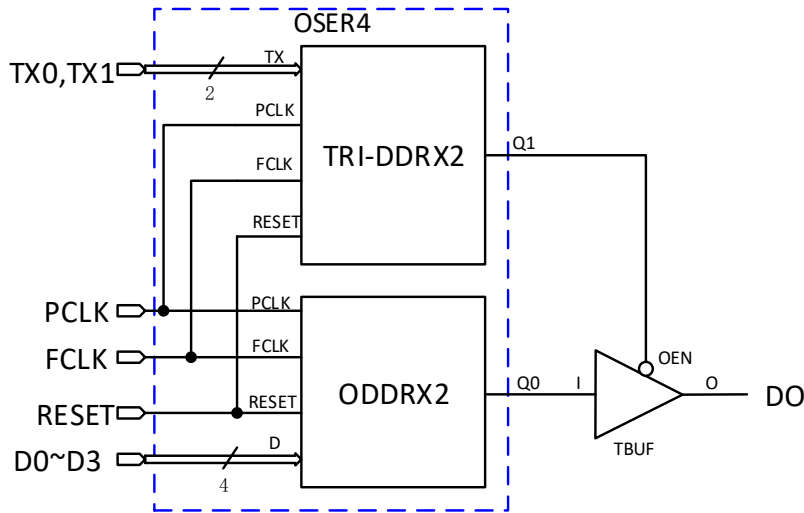 OSER4
TX0,TX1
2
TX
PCLK
FCLK
RESET
TRI-DDRX2
Q1
PCLK
FCLK
RESET
D0~D3
4
PCLK
FCLK
RESET
D
ODDRX2
Q0
I
OEN
O
DO
TBUF